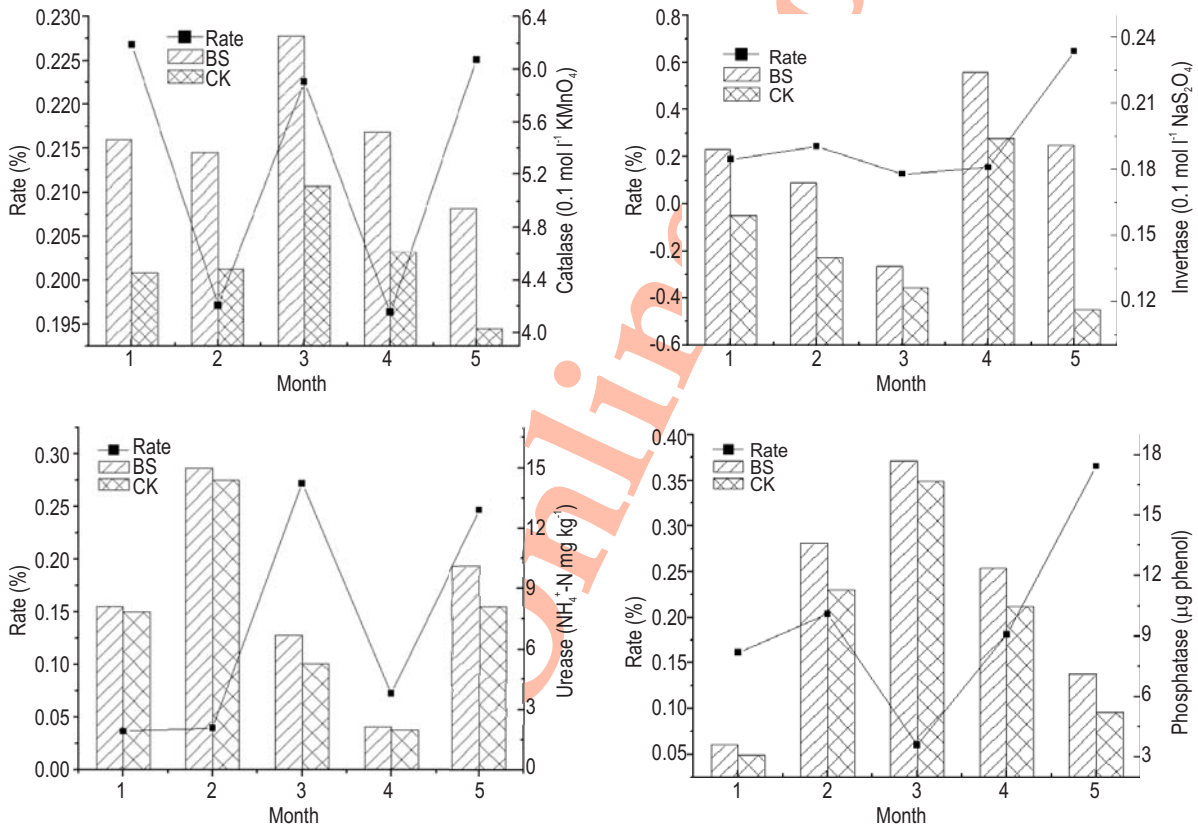 0.230
0.225
0.220
0.215
0.210
0.205
0.200
0.195
Rate (%)
Rate
BS
CK
6.4
6.0
5.6
5.2
4.8
4.4
4.0
Catalase (0.1 mol l⁻¹ KMnO₄)
1 2 3 4 5
Month
0.8
0.6
0.4
0.2
0.0
-0.2
-0.4
-0.6
Rate (%)
Rate
BS
CK
0.24
0.21
0.18
0.15
0.12
Invertase (0.1 mol l⁻¹ NaS₂O₄)
1 2 3 4 5
Month
0.30
0.25
0.20
0.15
0.10
0.05
0.00
Rate (%)
Rate
BS
CK
15
12
9
6
3
0
Urease (NH₄⁺-N mg kg⁻¹)
1 2 3 4 5
Month
0.40
0.35
0.30
0.25
0.20
0.15
0.10
0.05
Rate (%)
Rate
BS
CK
18
15
12
9
6
3
Phosphatase (µg phenol)
1 2 3 4 5
Month
Onlin